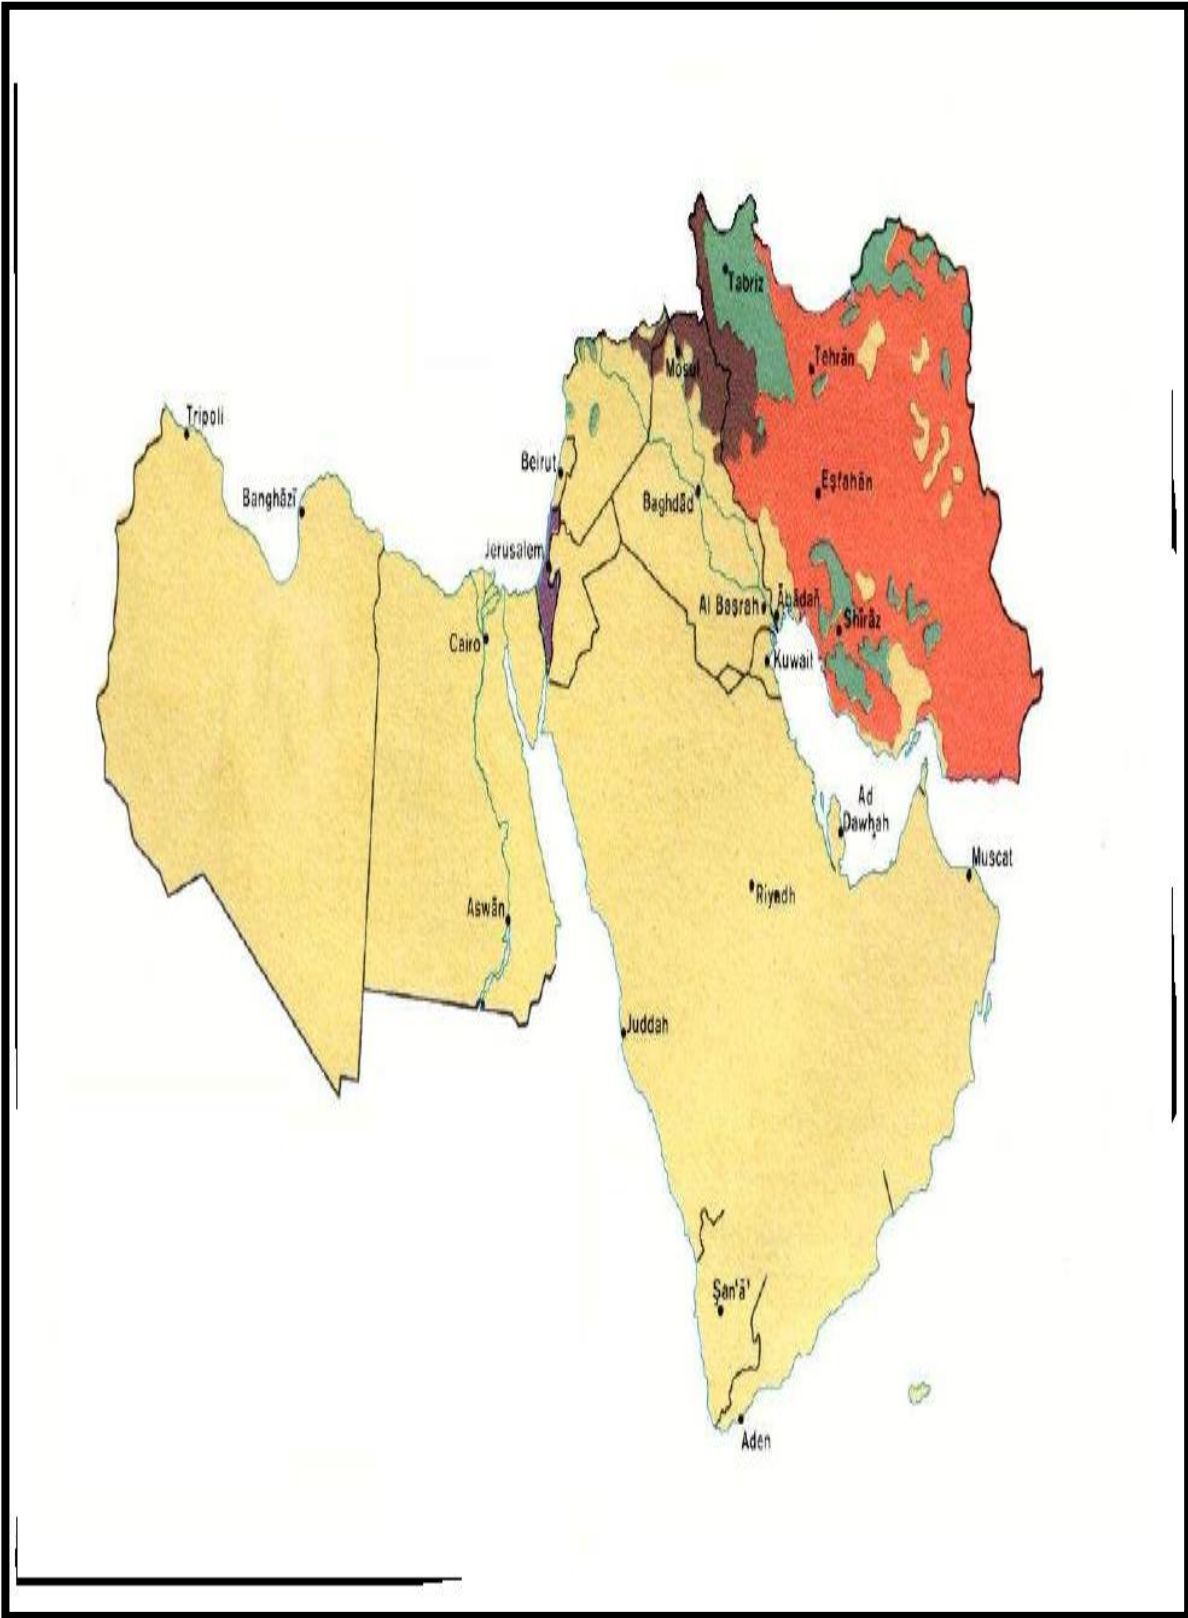 Tabriz
Mosul
Tehrān
Tripoli
Beirut
Eşfahān
Banghāzī
Baghdād
Jerusalem
Al Başrah
Ābādān
Shīrāz
Cairo
Kuwait
Ad
Dawḥah
Muscat
Riyadh
Aswān
Juddah
Şan'ā'
Aden